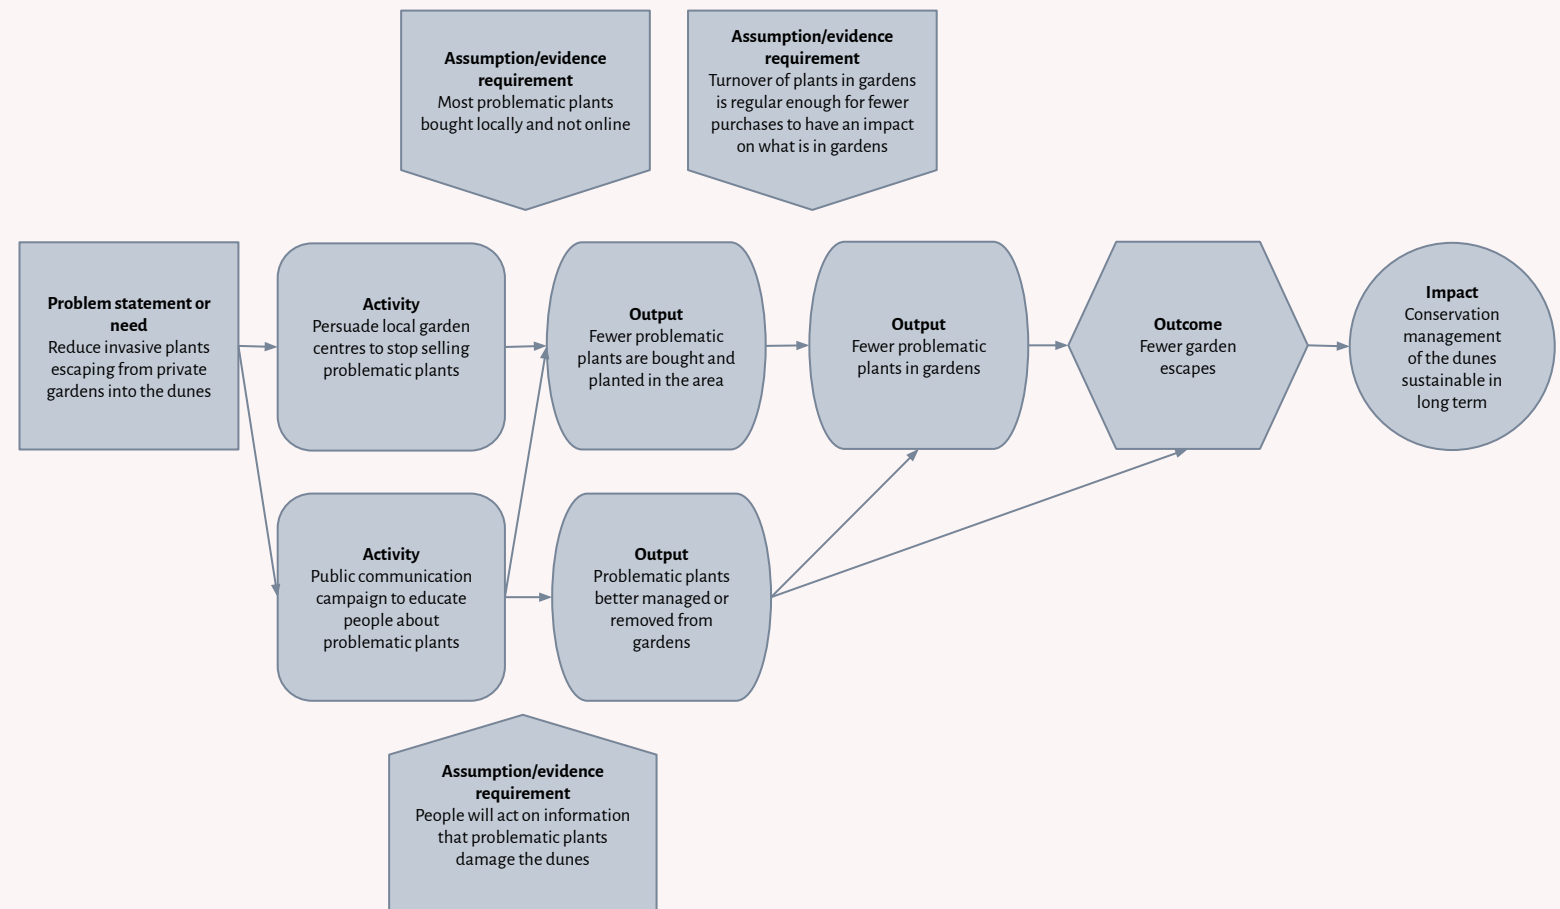 Assumption/evidence
requirement
Most problematic plants
bought locally and not online
Assumption/evidence
requirement
Turnover of plants in gardens
is regular enough for fewer
purchases to have an impact
on what is in gardens
Problem statement or
need
Reduce invasive plants
escaping from private
gardens into the dunes
Activity
Persuade local garden
centres to stop selling
problematic plants
Output
Fewer problematic
plants are bought and
planted in the area
Output
Fewer problematic
plants in gardens
Outcome
Fewer garden
escapes
Impact
Conservation
management
of the dunes
sustainable in
long term
Activity
Public communication
campaign to educate
people about
problematic plants
Output
Problematic plants
better managed or
removed from
gardens
Assumption/evidence
requirement
People will act on information
that problematic plants
damage the dunes